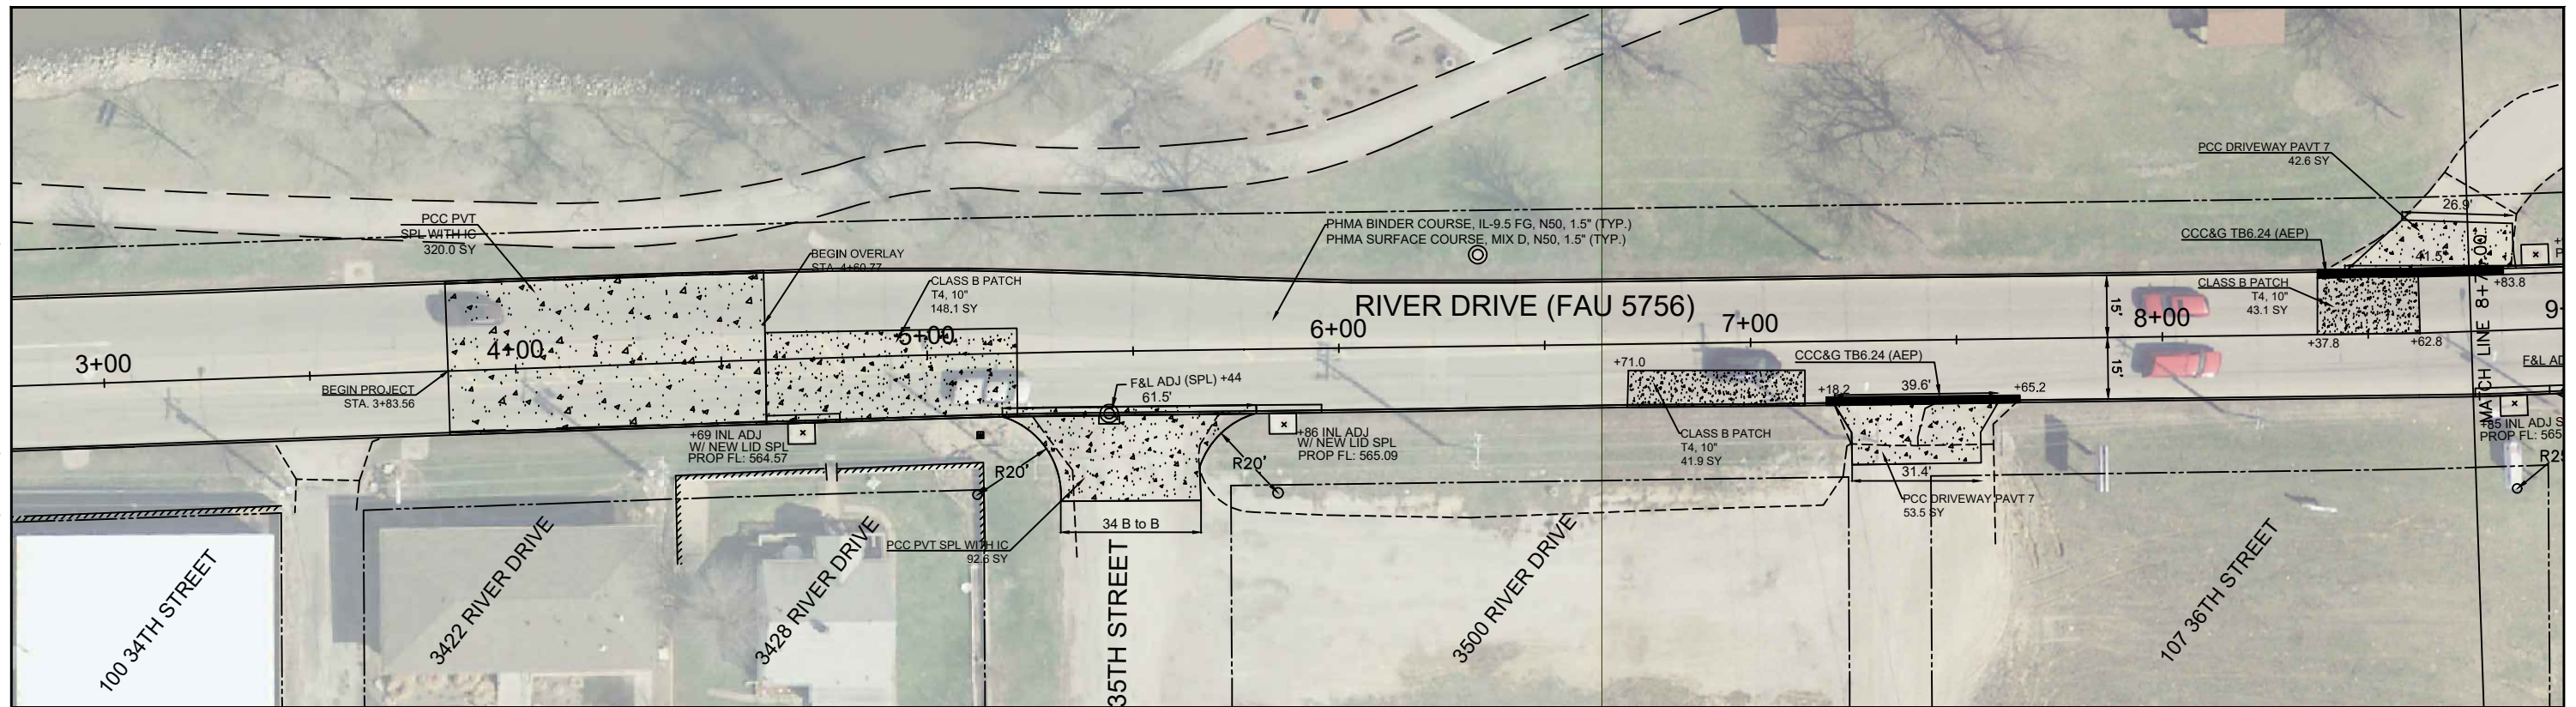 PCC PVT
SPL WITH IC
320.0 SY
BEGIN OVERLAY
STA. 4+60.77
CLASS B PATCH
T4, 10"
148.1 SY
PHMA BINDER COURSE, IL-9.5 FG, N50, 1.5" (TYP.)
PHMA SURFACE COURSE, MIX D, N50, 1.5" (TYP.)
PCC DRIVEWAY PAVT 7
42.6 SY
26.9'
CCC&G TB6.24 (AEP)
41.5'
+83.8
CLASS B PATCH
T4, 10"
43.1 SY
+37.8
+62.8
RIVER DRIVE (FAU 5756)
15'
15'
3+00
4+00
5+00
6+00
7+00
8+00
9+
BEGIN PROJECT
STA. 3+83.56
F&L ADJ (SPL) +44
61.5'
+71.0
CCC&G TB6.24 (AEP)
+18.2
39.6'
+65.2
F&L AD
+69 INL ADJ
W/ NEW LID SPL
PROP FL: 564.57
+86 INL ADJ
W/ NEW LID SPL
PROP FL: 565.09
CLASS B PATCH
T4, 10"
41.9 SY
+85 INL ADJ S
PROP FL: 565
R20'
R20'
31.4'
PCC DRIVEWAY PAVT 7
53.5 SY
34 B to B
PCC PVT SPL WITH IC
92.6 SY
100 34TH STREET
3422 RIVER DRIVE
3428 RIVER DRIVE
35TH STREET
3500 RIVER DRIVE
107 36TH STREET